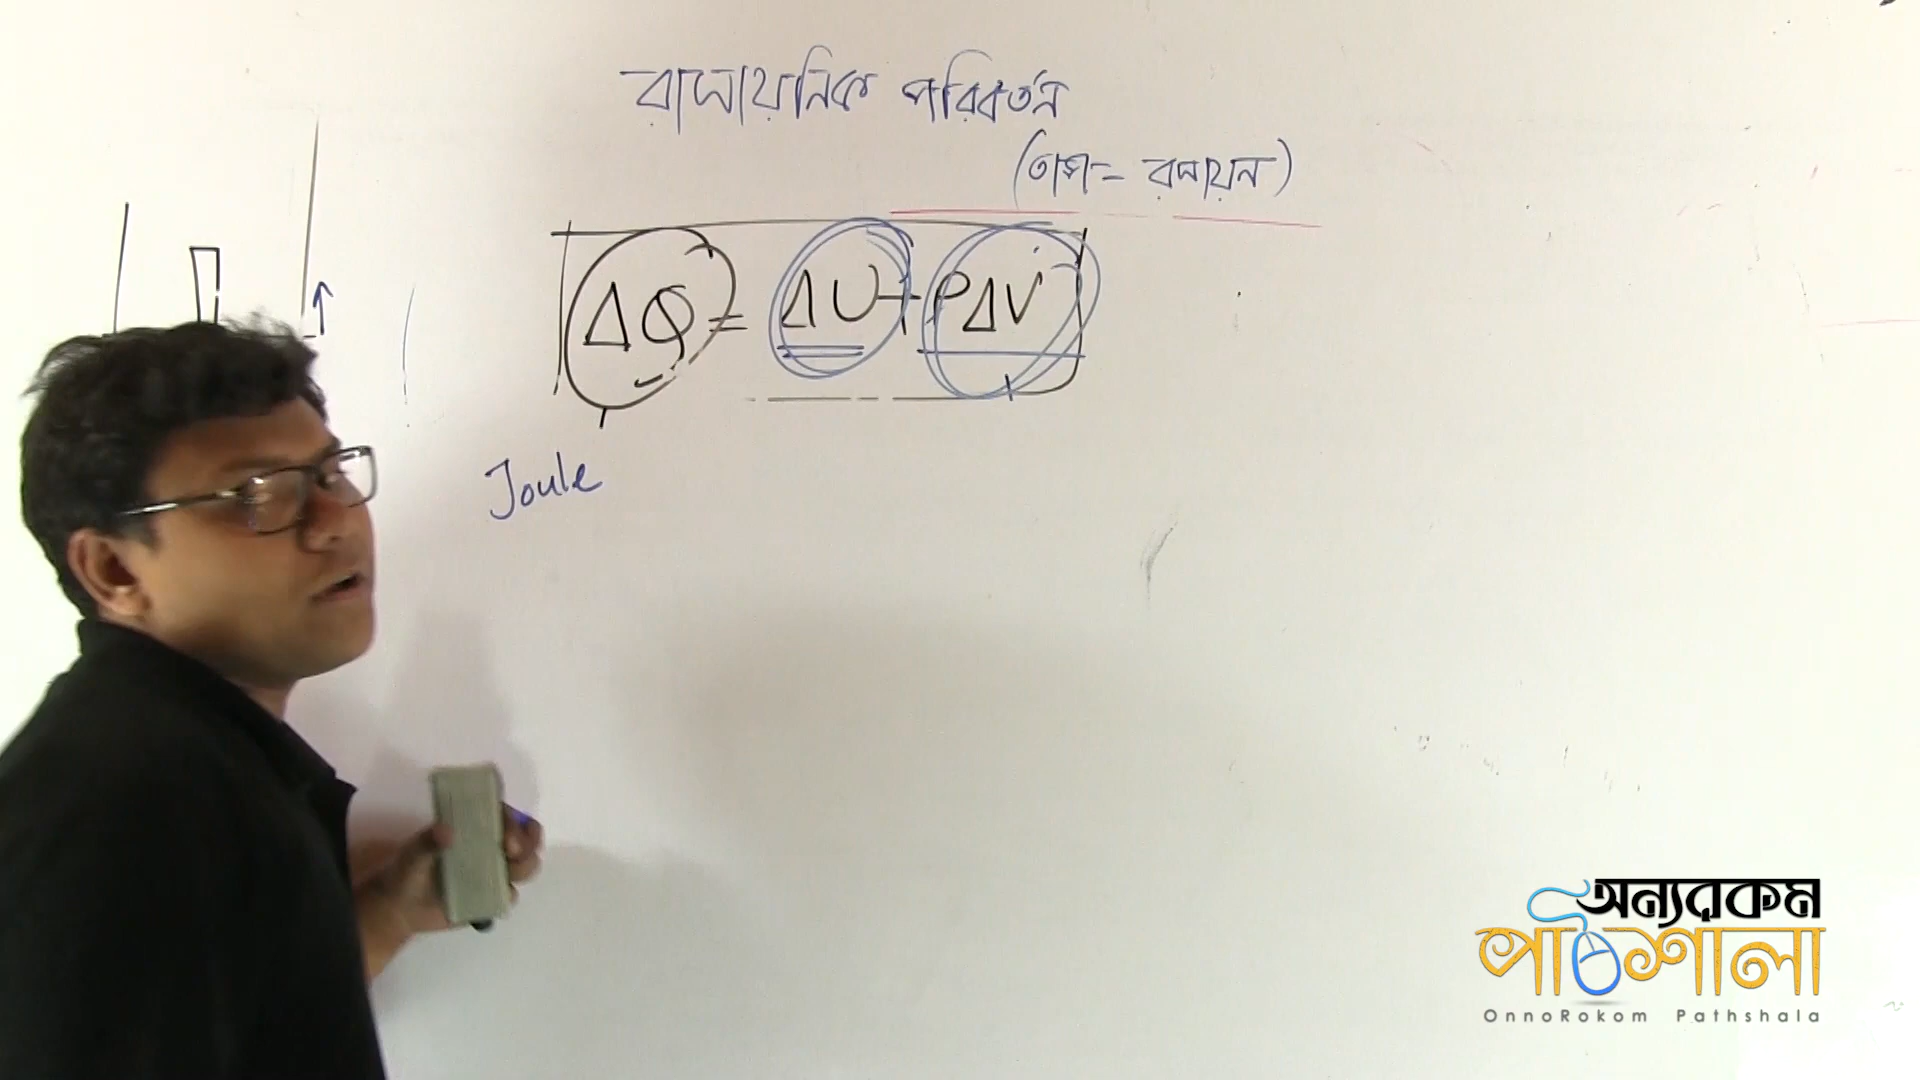 রাসায়নিক পরিবর্তন
(তাপ - রসায়ন)
ΔQ = ΔU + PΔV
Joule
অন্যরকম
পাঠশালা
OnnoRokom Pathshala